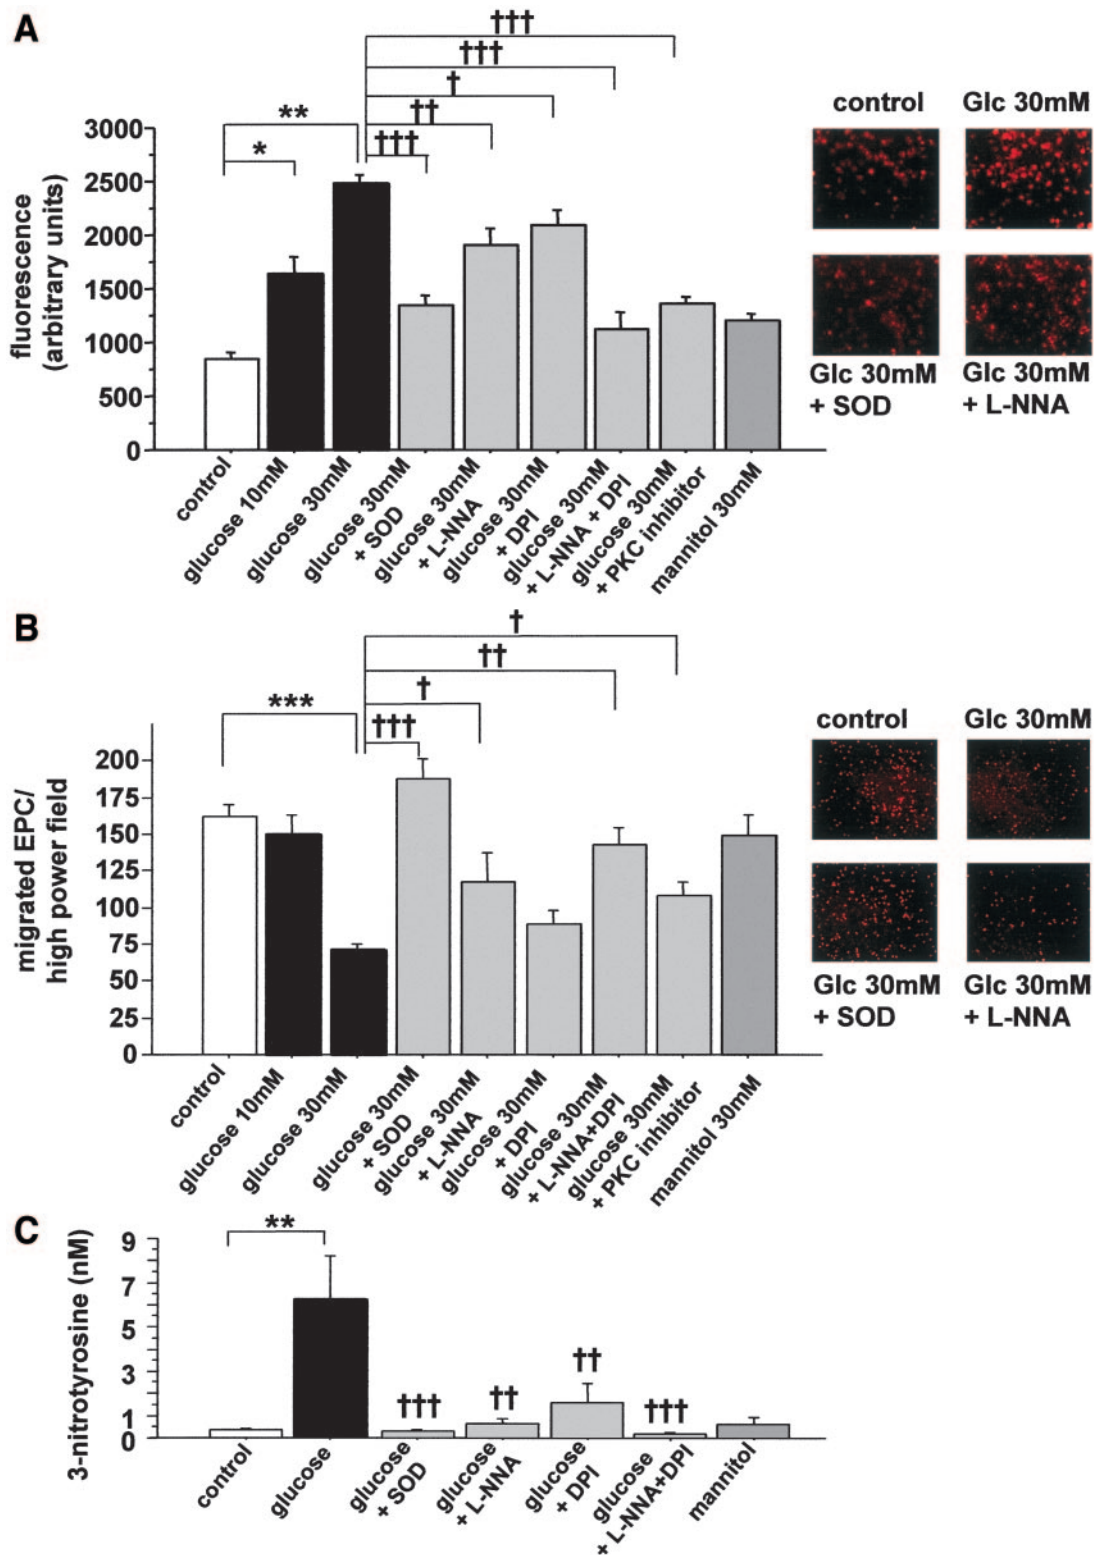 A
†††
†††
†
††
**
†††
*
3000
2500
2000
1500
1000
500
0
fluorescence
(arbitrary units)
control
glucose 10mM
glucose 30mM
glucose 30mM
+ SOD
glucose 30mM
+ L-NNA
glucose 30mM
+ DPI
glucose 30mM
+ L-NNA + DPI
glucose 30mM
+ PKC inhibitor
mannitol 30mM
control
Glc 30mM
Glc 30mM
+ SOD
Glc 30mM
+ L-NNA
B
†
††
†
***
†††
200
175
150
125
100
75
50
25
0
migrated EPC/
high power field
control
glucose 10mM
glucose 30mM
glucose 30mM
+ SOD
glucose 30mM
+ L-NNA
glucose 30mM
+ DPI
glucose 30mM
+ L-NNA+DPI
glucose 30mM
+ PKC inhibitor
mannitol 30mM
control
Glc 30mM
Glc 30mM
+ SOD
Glc 30mM
+ L-NNA
C
**
9
7
5
3
1
0
3-nitrotyrosine (nM)
†††
††
††
†††
control
glucose
glucose
+ SOD
glucose
+ L-NNA
glucose
+ DPI
glucose
+ L-NNA+DPI
mannitol